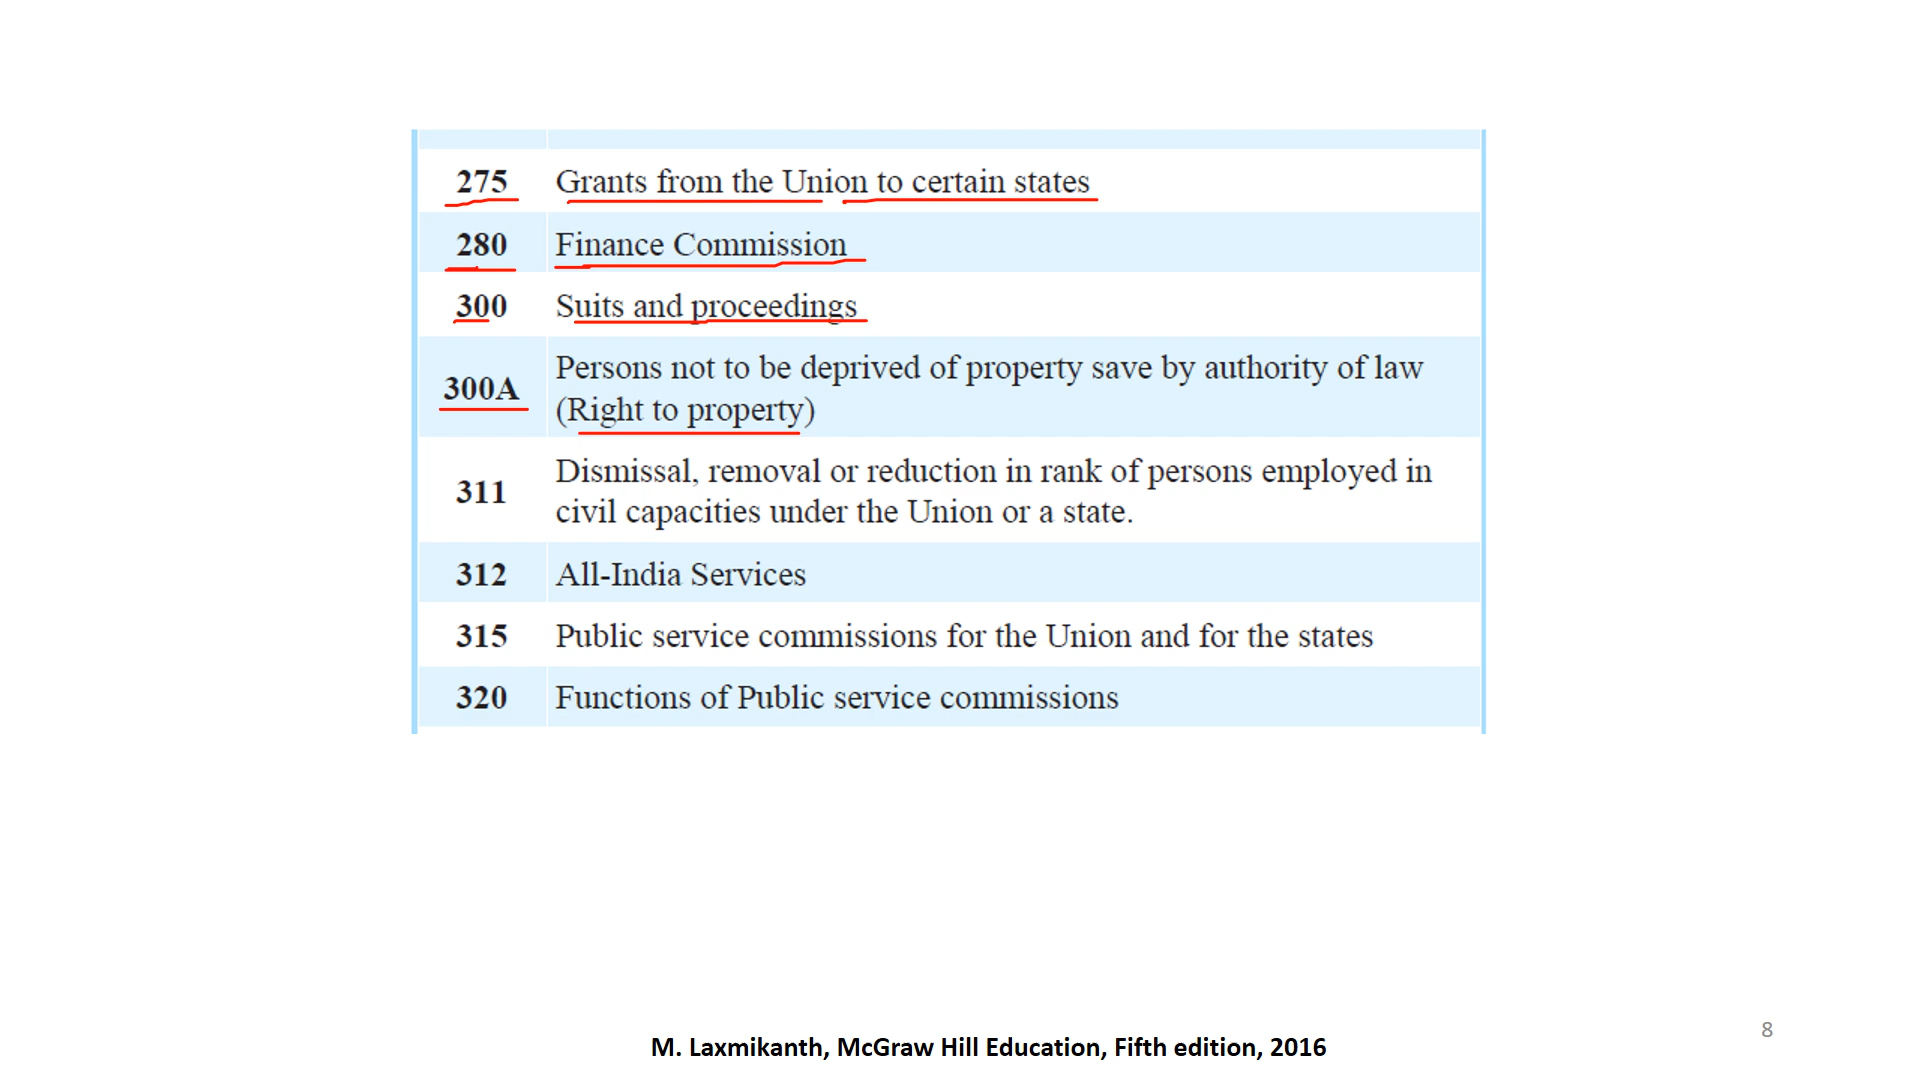 275 Grants from the Union to certain states
280 Finance Commission
300 Suits and proceedings
300A Persons not to be deprived of property save by authority of law
(Right to property)
311 Dismissal, removal or reduction in rank of persons employed in
civil capacities under the Union or a state.
312 All-India Services
315 Public service commissions for the Union and for the states
320 Functions of Public service commissions
8
M. Laxmikanth, McGraw Hill Education, Fifth edition, 2016